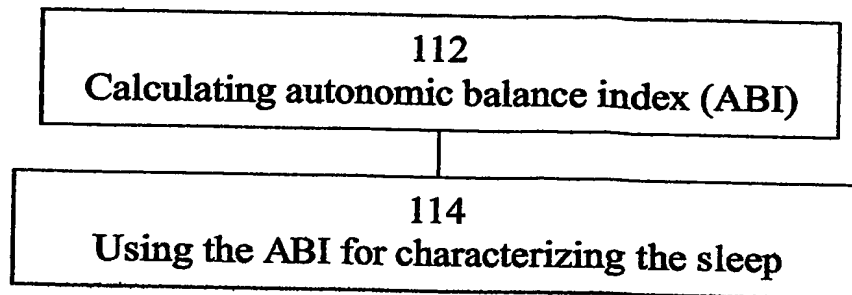 112
Calculating autonomic balance index (ABI)
114
Using the ABI for characterizing the sleep